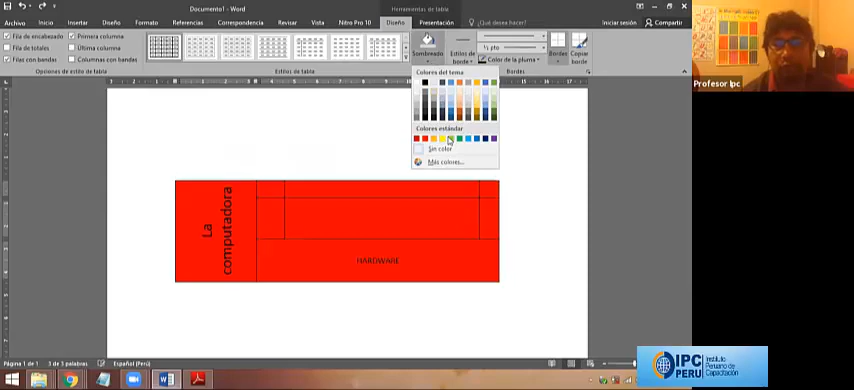 Documento1 - Word
Herramientas de tabla
Archivo
Inicio
Insertar
Diseño
Formato
Referencias
Correspondencia
Revisar
Vista
Nitro Pro 10
Diseño
Presentación
¿Qué desea hacer?
Iniciar sesión
Compartir
Fila de encabezado
Primera columna
Fila de totales
Última columna
Filas con bandas
Columnas con bandas
Opciones de estilo de tabla
Estilos de tabla
Sombreado
Estilos de borde
½ pto
Color de la pluma
Bordes
Copiar borde
Bordes
Colores del tema
Colores estándar
Sin color
Más colores...
Profesor Ipc
La
computadora
HARDWARE
Página 1 de 1
3 de 3 palabras
Español (Perú)
IPC
PERU
Instituto
Peruano de
Capacitación